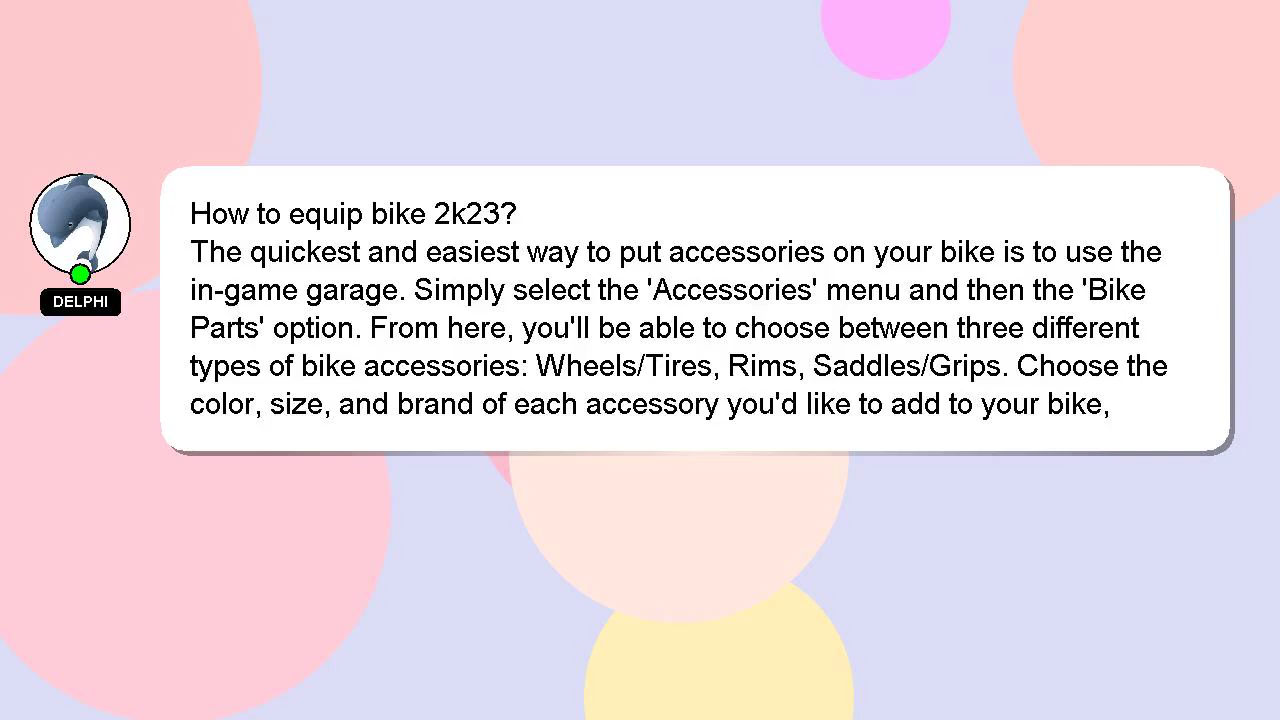 How to equip bike 2k23?
The quickest and easiest way to put accessories on your bike is to use the
in-game garage. Simply select the 'Accessories' menu and then the 'Bike
Parts' option. From here, you'll be able to choose between three different
types of bike accessories: Wheels/Tires, Rims, Saddles/Grips. Choose the
color, size, and brand of each accessory you'd like to add to your bike,
DELPHI